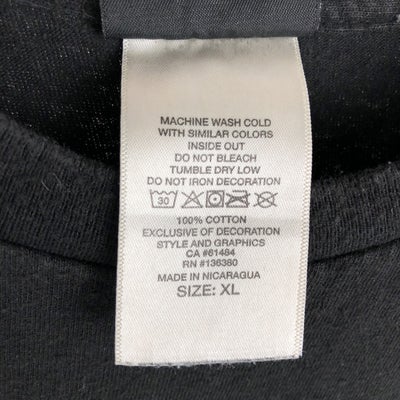 MACHINE WASH COLD
WITH SIMILAR COLORS
INSIDE OUT
DO NOT BLEACH
TUMBLE DRY LOW
DO NOT IRON DECORATION
30
100% COTTON
EXCLUSIVE OF DECORATION
STYLE AND GRAPHICS
CA #61484
RN #136380
MADE IN NICARAGUA
SIZE: XL